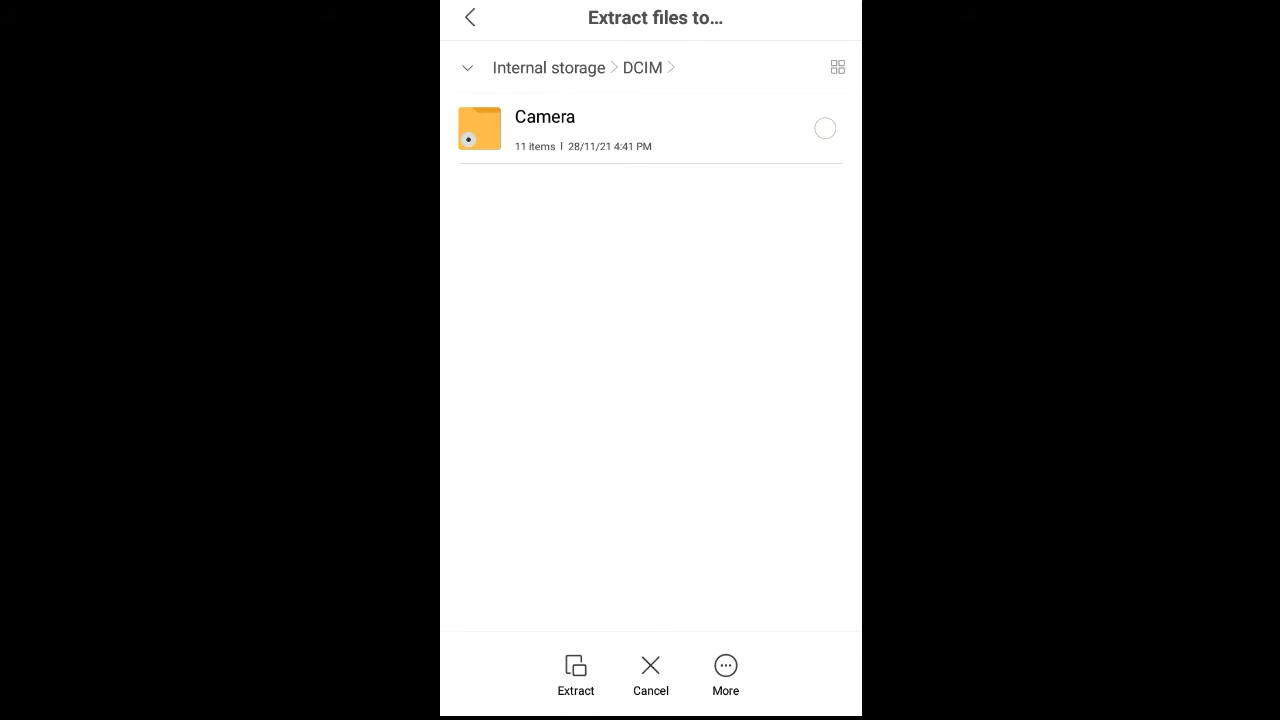 Extract files to...
Internal storage > DCIM >
Camera
11 items | 28/11/21 4:41 PM
Extract Cancel More